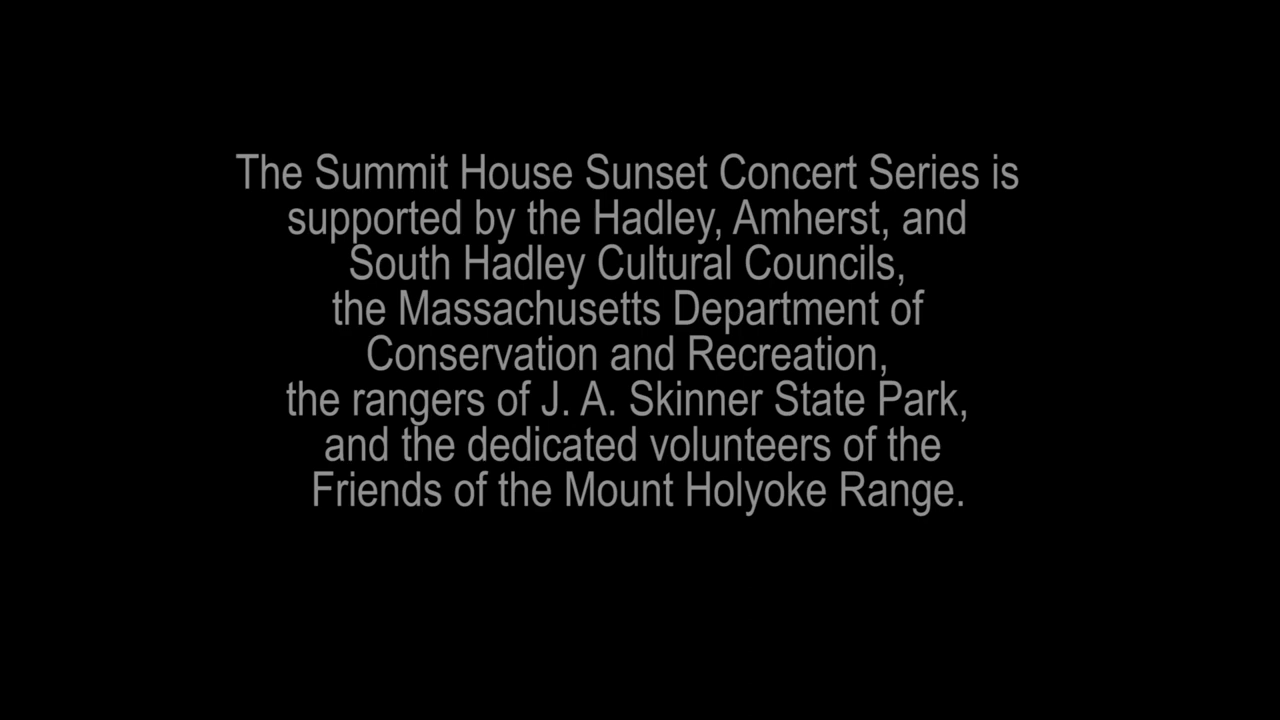 The Summit House Sunset Concert Series is
supported by the Hadley, Amherst, and
South Hadley Cultural Councils,
the Massachusetts Department of
Conservation and Recreation,
the rangers of J. A. Skinner State Park,
and the dedicated volunteers of the
Friends of the Mount Holyoke Range.